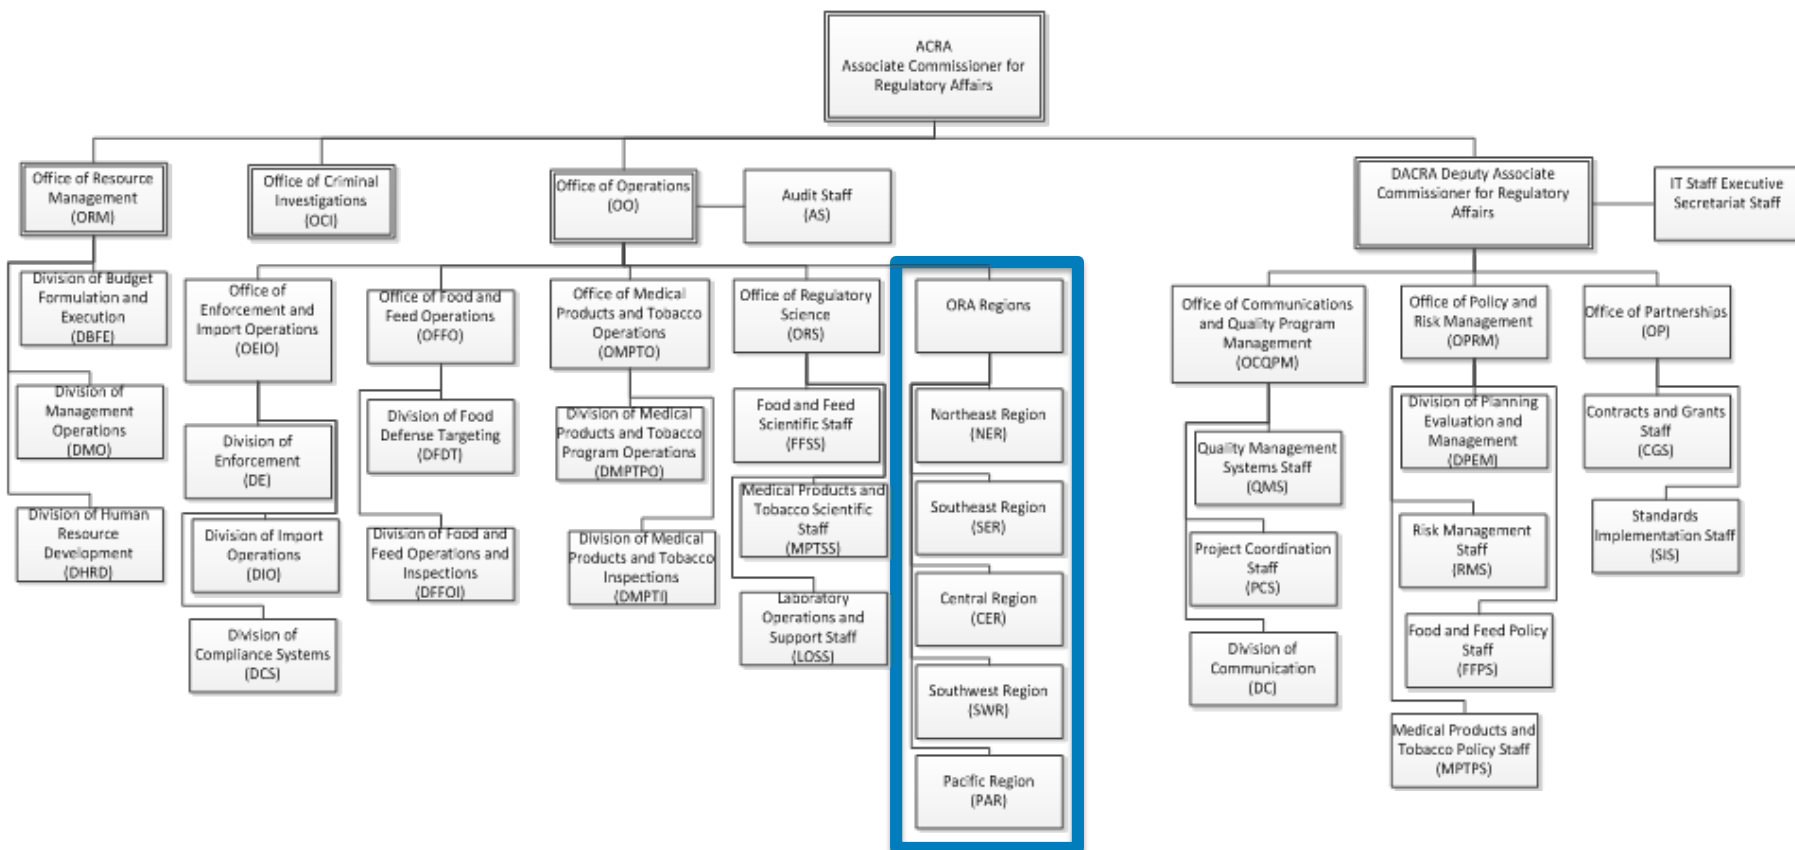 ACRA
Associate Commissioner for
Regulatory Affairs
Office of Resource
Management
(ORM)
Office of Criminal
Investigations
(OCI)
Office of Operations
(OO)
Audit Staff
(AS)
DACRA Deputy Associate
Commissioner for Regulatory
Affairs
IT Staff Executive
Secretariat Staff
Division of Budget
Formulation and
Execution
(DBFE)
Division of
Management
Operations
(DMO)
Division of Human
Resource
Development
(DHRD)
Office of
Enforcement and
Import Operations
(OEIO)
Division of
Enforcement
(DE)
Division of Import
Operations
(DIO)
Division of
Compliance Systems
(DCS)
Office of Food and
Feed Operations
(OFFO)
Division of Food
Defense Targeting
(DFDT)
Division of Food and
Feed Operations and
Inspections
(DFFOI)
Office of Medical
Products and Tobacco
Operations
(OMPTO)
Division of Medical
Products and Tobacco
Program Operations
(DMPTPO)
Division of Medical
Products and Tobacco
Inspections
(DMPTI)
Office of Regulatory
Science
(ORS)
Food and Feed
Scientific Staff
(FFSS)
Medical Products and
Tobacco Scientific
Staff
(MPTSS)
Laboratory
Operations and
Support Staff
(LOSS)
ORA Regions
Northeast Region
(NER)
Southeast Region
(SER)
Central Region
(CER)
Southwest Region
(SWR)
Pacific Region
(PAR)
Office of Communications
and Quality Program
Management
(OCQPM)
Quality Management
Systems Staff
(QMS)
Project Coordination
Staff
(PCS)
Division of
Communication
(DC)
Office of Policy and
Risk Management
(OPRM)
Division of Planning
Evaluation and
Management
(DPEM)
Risk Management
Staff
(RMS)
Food and Feed Policy
Staff
(FFPS)
Medical Products and
Tobacco Policy Staff
(MPTPS)
Office of Partnerships
(OP)
Contracts and Grants
Staff
(CGS)
Standards
Implementation Staff
(SIS)